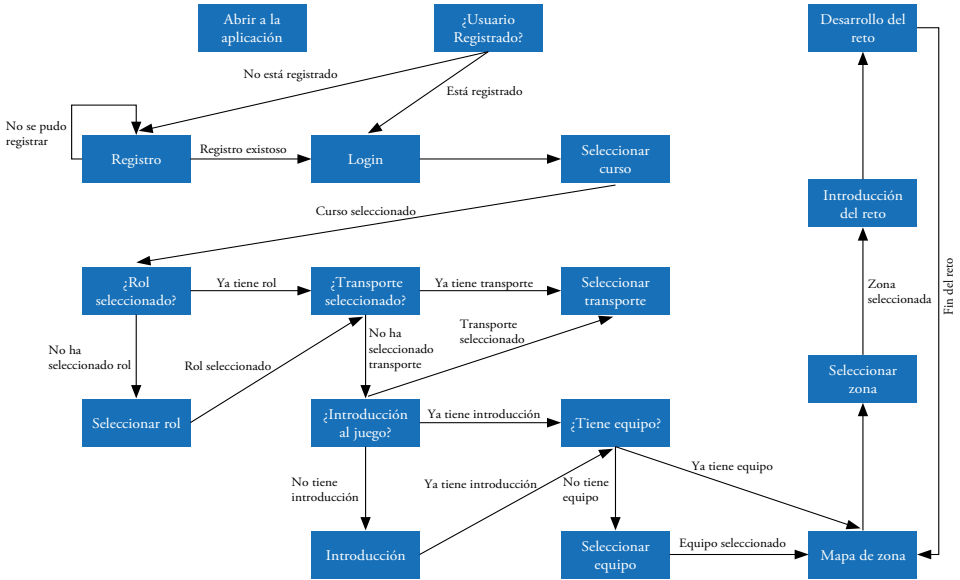 Abrir a la
aplicación
¿Usuario
Registrado?
Desarrollo del
reto
No está registrado
Está registrado
No se pudo
registrar
Registro
Registro existoso
Login
Seleccionar
curso
Introducción
del reto
Curso seleccionado
¿Rol
seleccionado?
Ya tiene rol
¿Transporte
seleccionado?
Ya tiene transporte
Seleccionar
transporte
Zona
seleccionada
Fin del reto
No ha
seleccionado rol
Rol seleccionado
No ha
seleccionado
transporte
Transporte
seleccionado
Seleccionar
zona
Seleccionar rol
¿Introducción
al juego?
Ya tiene introducción
¿Tiene equipo?
No tiene
introducción
Ya tiene introducción
No tiene
equipo
Ya tiene equipo
Introducción
Seleccionar
equipo
Equipo seleccionado
Mapa de zona